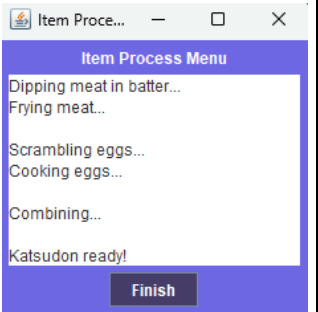 Item Proce...
Item Process Menu
Dipping meat in batter...
Frying meat...
Scrambling eggs...
Cooking eggs...
Combining...
Katsudon ready!
Finish